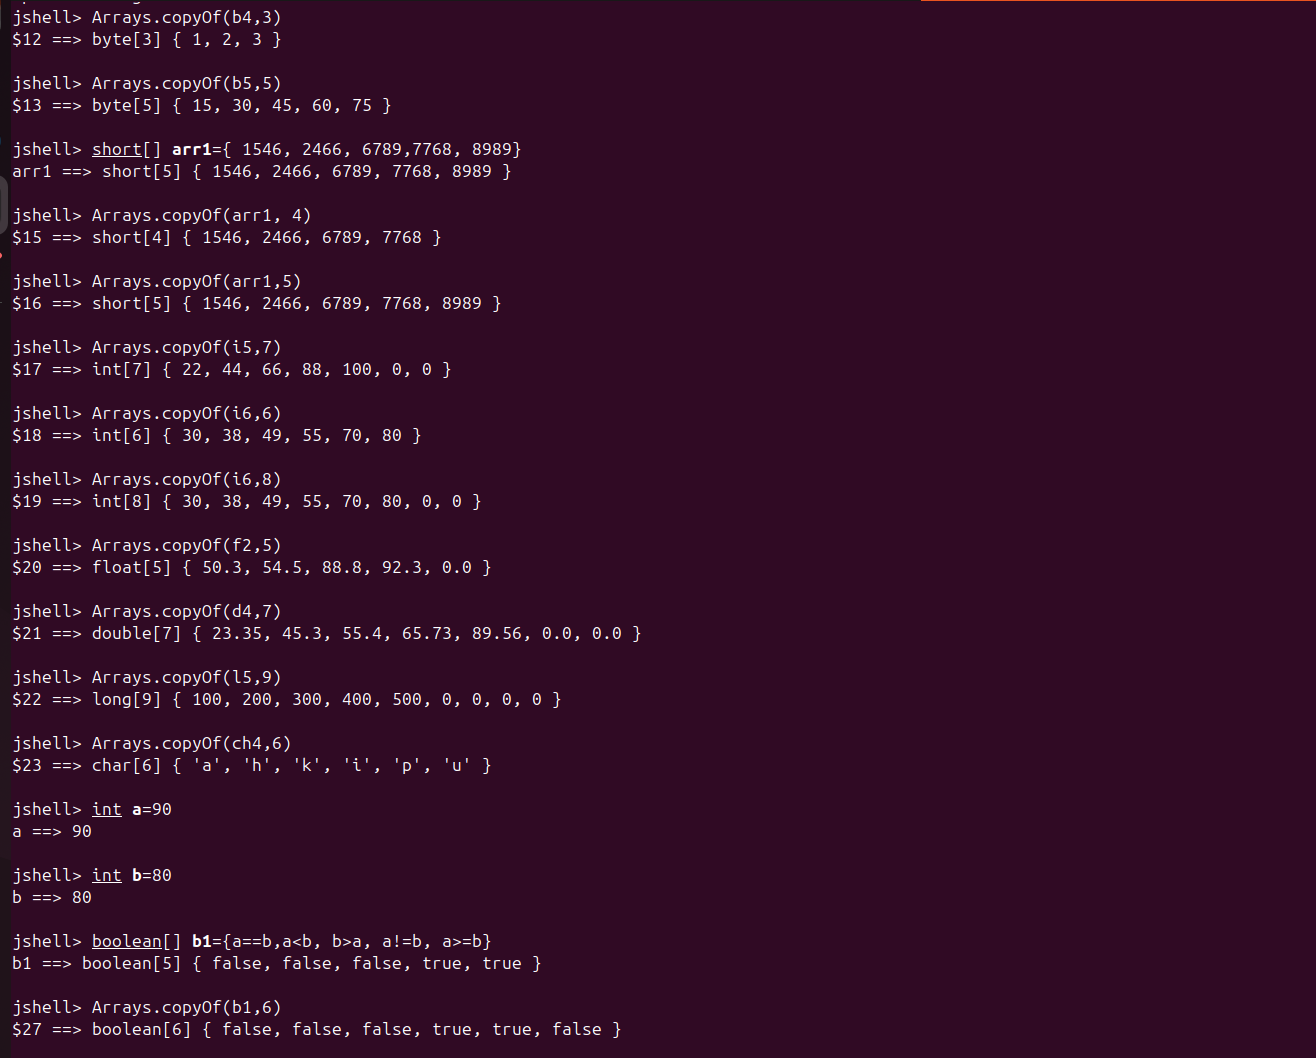 jshell> Arrays.copyOf(b4,3)
$12 ==> byte[3] { 1, 2, 3 }
jshell> Arrays.copyOf(b5,5)
$13 ==> byte[5] { 15, 30, 45, 60, 75 }
jshell> short[] arr1={ 1546, 2466, 6789,7768, 8989}
arr1 ==> short[5] { 1546, 2466, 6789, 7768, 8989 }
jshell> Arrays.copyOf(arr1, 4)
$15 ==> short[4] { 1546, 2466, 6789, 7768 }
jshell> Arrays.copyOf(arr1,5)
$16 ==> short[5] { 1546, 2466, 6789, 7768, 8989 }
jshell> Arrays.copyOf(i5,7)
$17 ==> int[7] { 22, 44, 66, 88, 100, 0, 0 }
jshell> Arrays.copyOf(i6,6)
$18 ==> int[6] { 30, 38, 49, 55, 70, 80 }
jshell> Arrays.copyOf(i6,8)
$19 ==> int[8] { 30, 38, 49, 55, 70, 80, 0, 0 }
jshell> Arrays.copyOf(f2,5)
$20 ==> float[5] { 50.3, 54.5, 88.8, 92.3, 0.0 }
jshell> Arrays.copyOf(d4,7)
$21 ==> double[7] { 23.35, 45.3, 55.4, 65.73, 89.56, 0.0, 0.0 }
jshell> Arrays.copyOf(l5,9)
$22 ==> long[9] { 100, 200, 300, 400, 500, 0, 0, 0, 0 }
jshell> Arrays.copyOf(ch4,6)
$23 ==> char[6] { 'a', 'h', 'k', 'i', 'p', 'u' }
jshell> int a=90
a ==> 90
jshell> int b=80
b ==> 80
jshell> boolean[] b1={a==b,a<b, b>a, a!=b, a>=b}
b1 ==> boolean[5] { false, false, false, true, true }
jshell> Arrays.copyOf(b1,6)
$27 ==> boolean[6] { false, false, false, true, true, false }